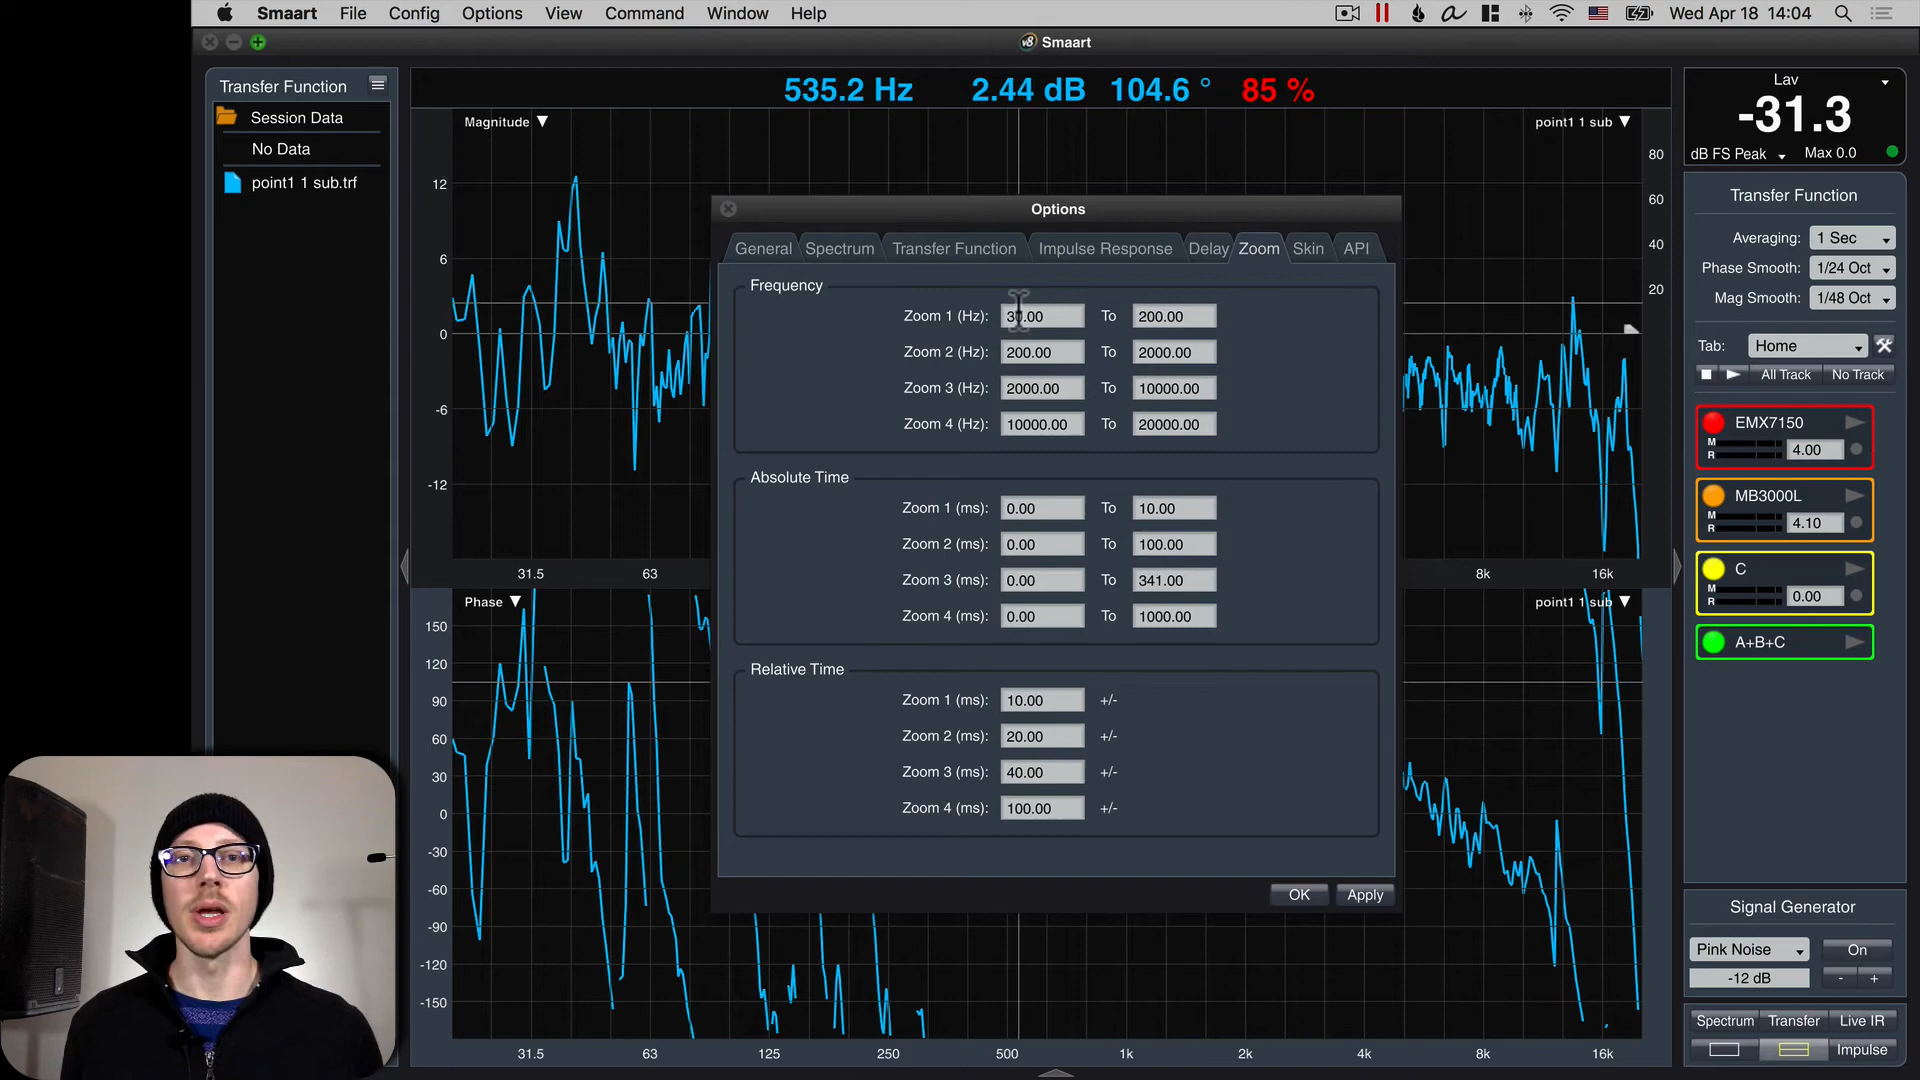 Smaart File Config Options View Command Window Help Wed Apr 18 14:04
v8 Smaart
Transfer Function
Session Data
No Data
point1 1 sub.trf
535.2 Hz 2.44 dB 104.6 ° 85 %
Magnitude
point1 1 sub
12
6
0
-6
-12
80
60
40
20
31.5 63 8k 16k
Phase
point1 1 sub
150
120
90
60
30
0
-30
-60
-90
-120
-150
31.5 63 125 250 500 1k 2k 4k 8k 16k
Options
General Spectrum Transfer Function Impulse Response Delay Zoom Skin API
Frequency
Zoom 1 (Hz): 30.00 To 200.00
Zoom 2 (Hz): 200.00 To 2000.00
Zoom 3 (Hz): 2000.00 To 10000.00
Zoom 4 (Hz): 10000.00 To 20000.00
Absolute Time
Zoom 1 (ms): 0.00 To 10.00
Zoom 2 (ms): 0.00 To 100.00
Zoom 3 (ms): 0.00 To 341.00
Zoom 4 (ms): 0.00 To 1000.00
Relative Time
Zoom 1 (ms): 10.00 +/-
Zoom 2 (ms): 20.00 +/-
Zoom 3 (ms): 40.00 +/-
Zoom 4 (ms): 100.00 +/-
OK Apply
Lav
-31.3
dB FS Peak Max 0.0
Transfer Function
Averaging: 1 Sec
Phase Smooth: 1/24 Oct
Mag Smooth: 1/48 Oct
Tab: Home
All Track No Track
EMX7150
M
R 4.00
MB3000L
M
R 4.10
C
M
R 0.00
A+B+C
Signal Generator
Pink Noise On
-12 dB - +
Spectrum Transfer Live IR
Impulse